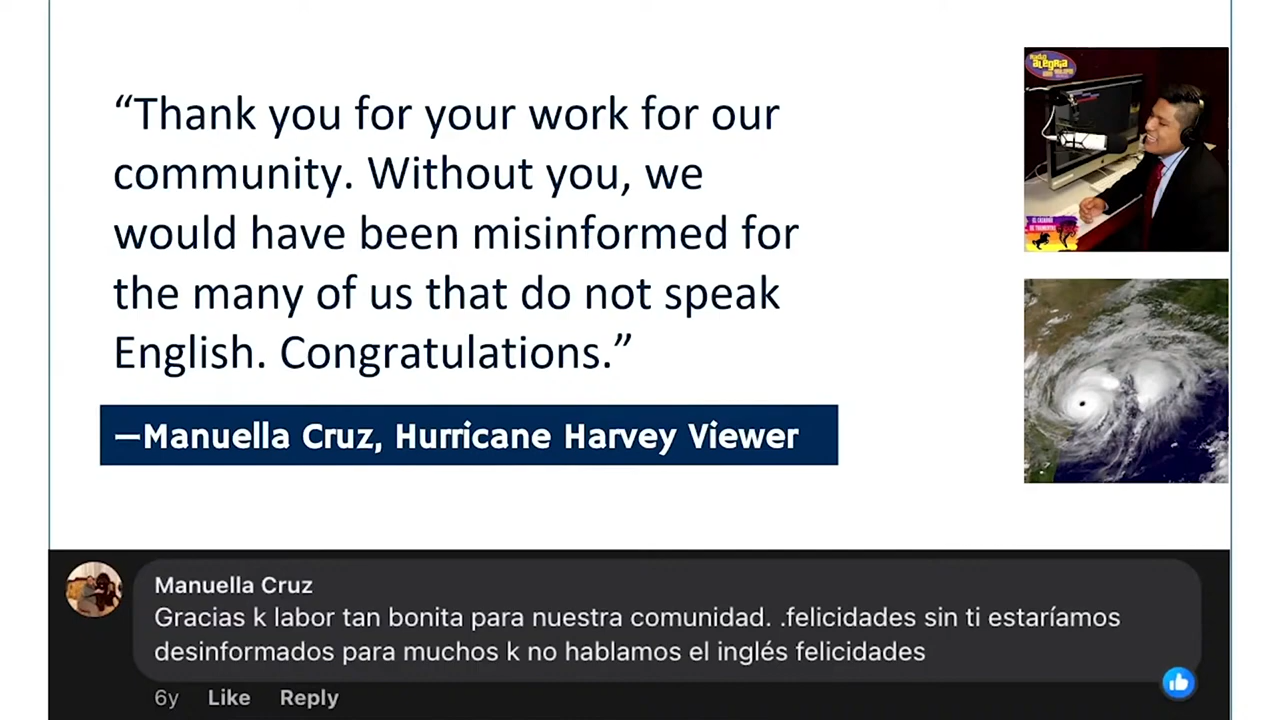 “Thank you for your work for our
community. Without you, we
would have been misinformed for
the many of us that do not speak
English. Congratulations.”
—Manuella Cruz, Hurricane Harvey Viewer
Manuella Cruz
Gracias k labor tan bonita para nuestra comunidad. .felicidades sin ti estaríamos
desinformados para muchos k no hablamos el inglés felicidades
6y Like Reply
ALEGRIA